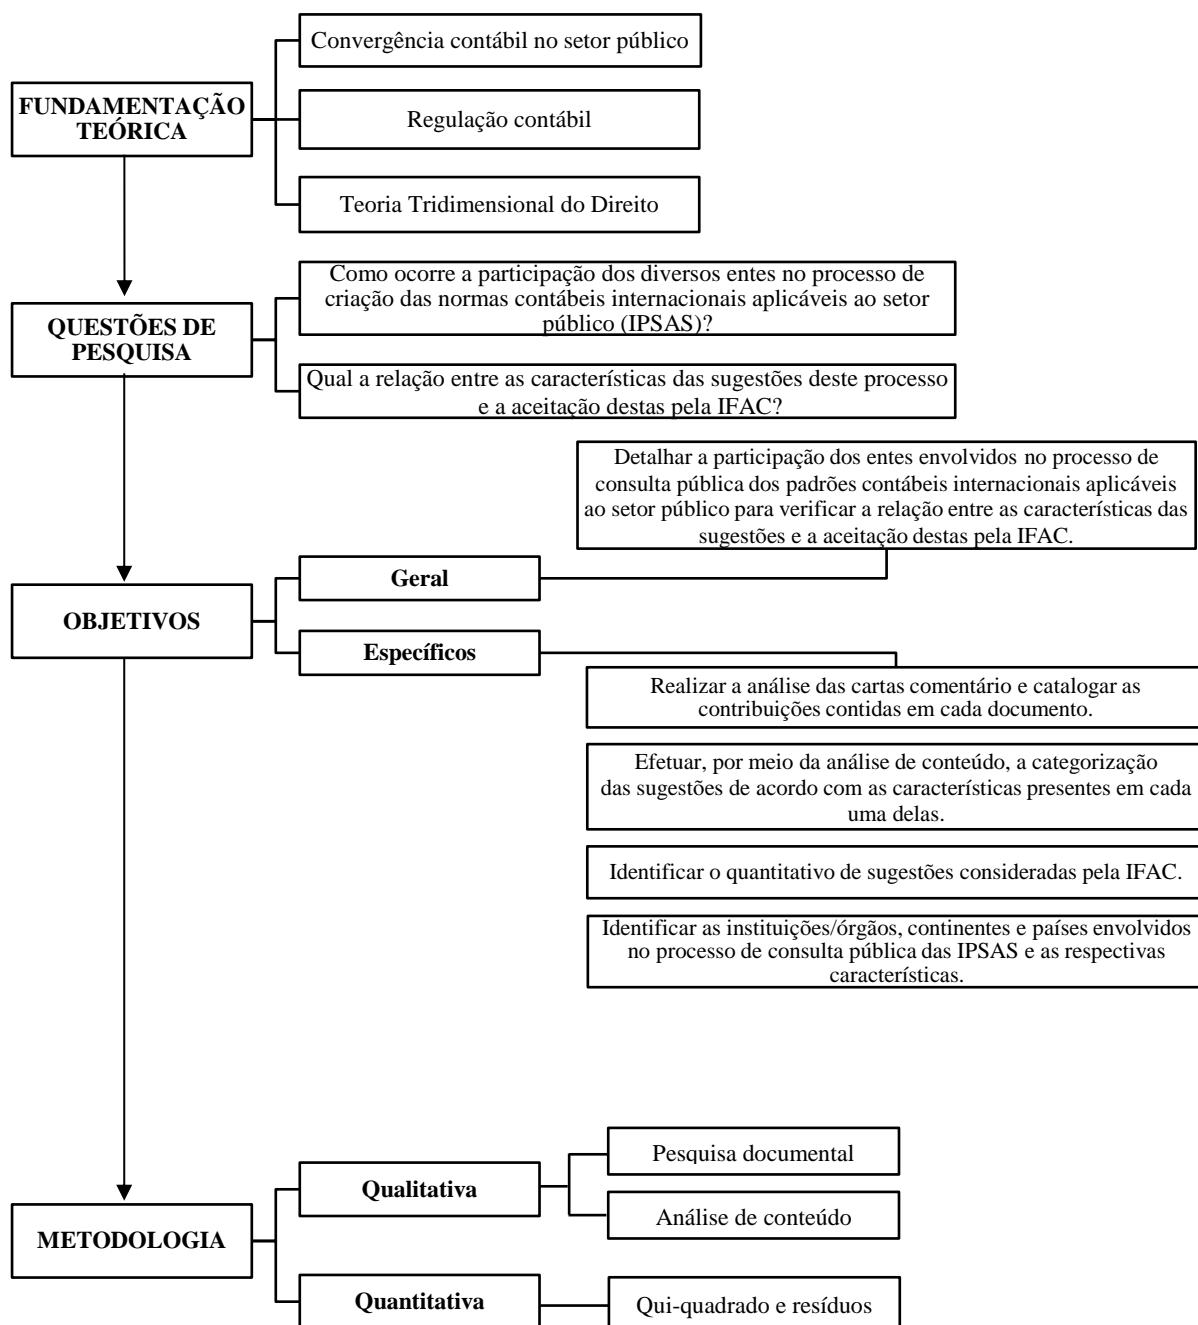 Convergência contábil no setor público
FUNDAMENTAÇÃO
TEÓRICA
Regulação contábil
Teoria Tridimensional do Direito
Como ocorre a participação dos diversos entes no processo de
criação das normas contábeis internacionais aplicáveis ao setor
público (IPSAS)?
QUESTÕES DE
PESQUISA
Qual a relação entre as características das sugestões deste processo
e a aceitação destas pela IFAC?
Detalhar a participação dos entes envolvidos no processo de
consulta pública dos padrões contábeis internacionais aplicáveis
ao setor público para verificar a relação entre as características das
sugestões e a aceitação destas pela IFAC.
Geral
OBJETIVOS
Específicos
Realizar a análise das cartas comentário e catalogar as
contribuições contidas em cada documento.
Efetuar, por meio da análise de conteúdo, a categorização
das sugestões de acordo com as características presentes em cada
uma delas.
Identificar o quantitativo de sugestões consideradas pela IFAC.
Identificar as instituições/órgãos, continentes e países envolvidos
no processo de consulta pública das IPSAS e as respectivas
características.
Pesquisa documental
Qualitativa
Análise de conteúdo
METODOLOGIA
Quantitativa
Qui-quadrado e resíduos